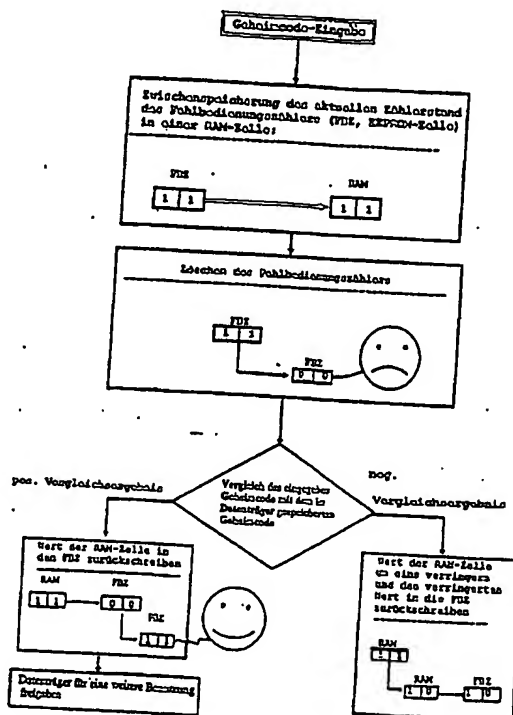 Geheimcode-Eingabe
Zwischenspeicherung des aktuellen Zählerstand
des Fehlbedienungszählers (FBZ, EEPROM-Zelle)
in einer RAM-Zelle:
FBZ RAM
1 1 1 1
Löschen des Fehlbedienungszählers
FBZ
1 1
FBZ
0 0
pos. Vergleichsergebnis
neg.
Vergleichsergebnis
Vergleich des eingegeben
Geheimcode mit dem in
Datenträger gespeicherten
Geheimcode
Wert der RAM-Zelle in
den FBZ zurückschreiben
RAM FBZ
1 1 0 0
FBZ
1 1
Datenträger für eine weitere Benutzung
freigeben
Wert der RAM-Zelle
um eins verringern
und den verringerten
Wert in die FBZ
zurückschreiben
RAM
1 1
RAM FBZ
1 0 1 0